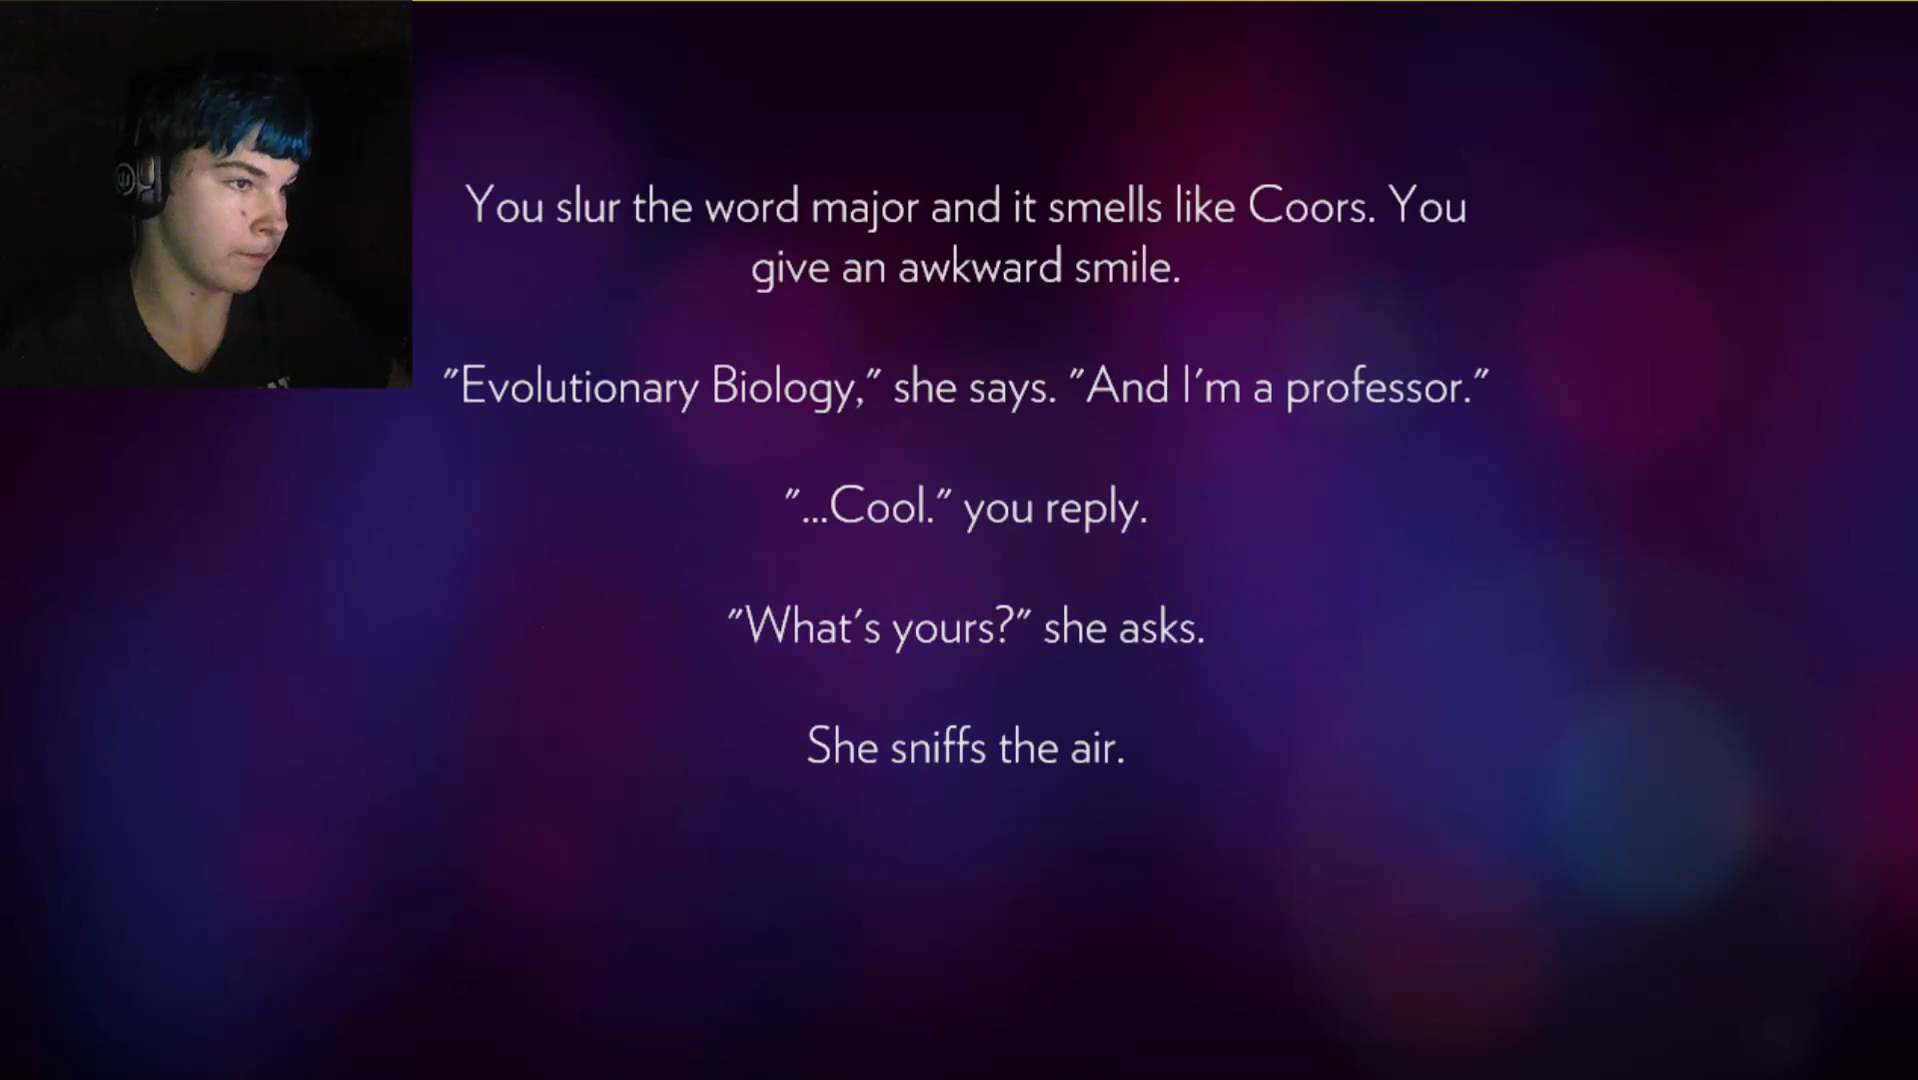 You slur the word major and it smells like Coors. You
give an awkward smile.
"Evolutionary Biology," she says. "And I'm a professor."
"...Cool." you reply.
"What's yours?" she asks.
She sniffs the air.